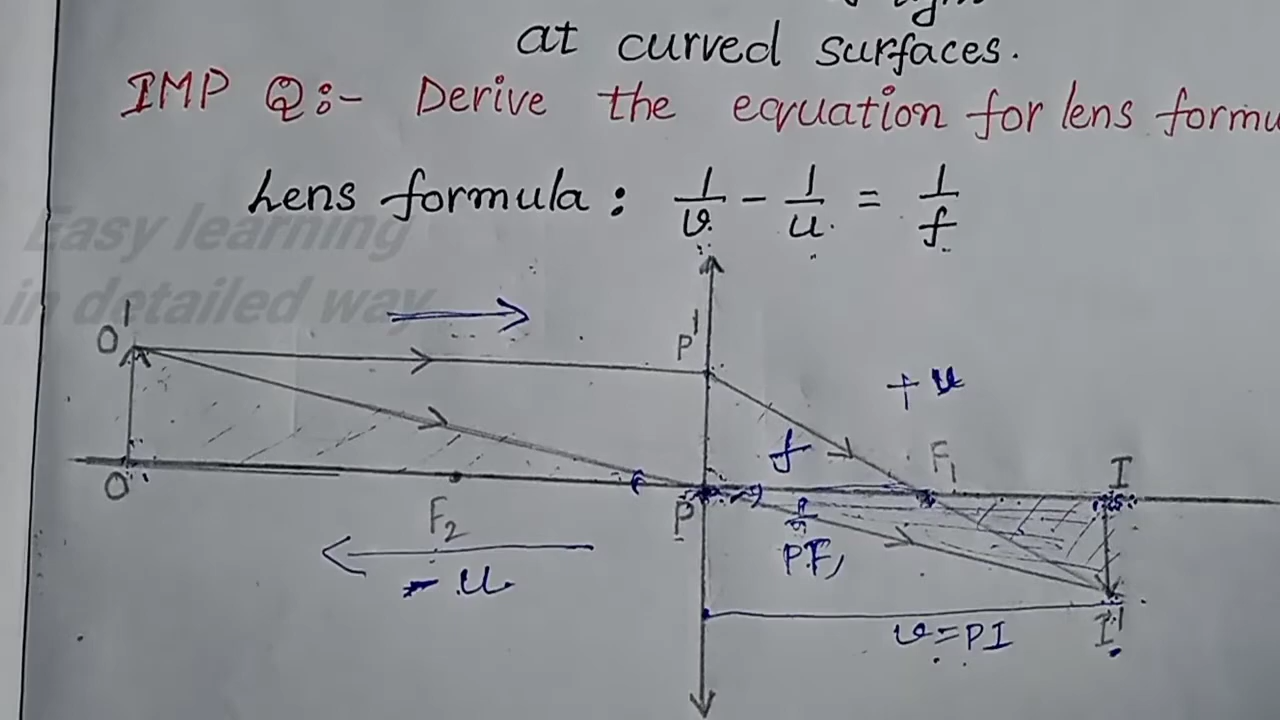 at curved surfaces.
IMP Q:- Derive the equation for lens formu
Lens formula : 1/v - 1/u = 1/f
Easy learning
in detailed way
O'
P'
+ u
f
F₁
I
O
F₂
P
PF₁
- u
v = PI
I'